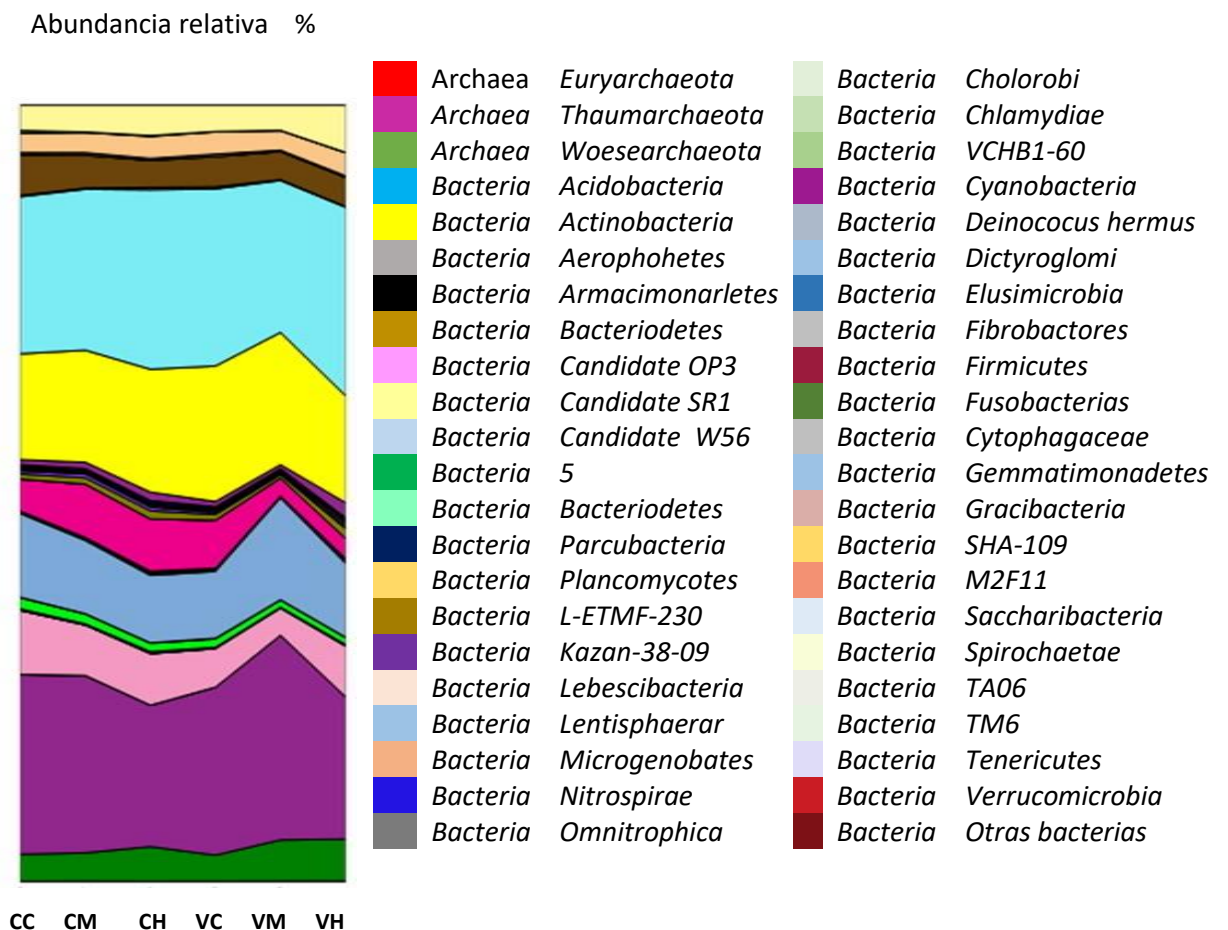 Abundancia relativa %
Archaea Euryarchaeota
Archaea Thaumarchaeota
Archaea Woesearchaeota
Bacteria Acidobacteria
Bacteria Actinobacteria
Bacteria Aerophohetes
Bacteria Armacimonarletes
Bacteria Bacteriodetes
Bacteria Candidate OP3
Bacteria Candidate SR1
Bacteria Candidate W56
Bacteria 5
Bacteria Bacteriodetes
Bacteria Parcubacteria
Bacteria Plancomycotes
Bacteria L-ETMF-230
Bacteria Kazan-38-09
Bacteria Lebescibacteria
Bacteria Lentisphaerar
Bacteria Microgenobates
Bacteria Nitrospirae
Bacteria Omnitrophica
Bacteria Cholorobi
Bacteria Chlamydiae
Bacteria VCHB1-60
Bacteria Cyanobacteria
Bacteria Deinococus hermus
Bacteria Dictyroglomi
Bacteria Elusimicrobia
Bacteria Fibrobactores
Bacteria Firmicutes
Bacteria Fusobacterias
Bacteria Cytophagaceae
Bacteria Gemmatimonadetes
Bacteria Gracibacteria
Bacteria SHA-109
Bacteria M2F11
Bacteria Saccharibacteria
Bacteria Spirochaetae
Bacteria TA06
Bacteria TM6
Bacteria Tenericutes
Bacteria Verrucomicrobia
Bacteria Otras bacterias
CC CM CH VC VM VH